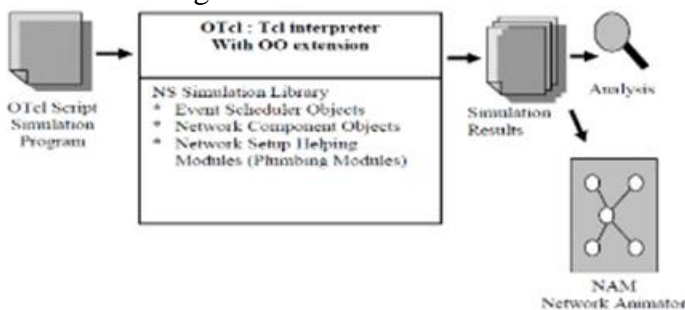 OTcl : Tcl interpreter
With OO extension
OTcl Script
Simulation
Program
NS Simulation Library
* Event Scheduler Objects
* Network Component Objects
* Network Setup Helping
Modules (Plumbing Modules)
Simulation
Results
Analysis
NAM
Network Animator